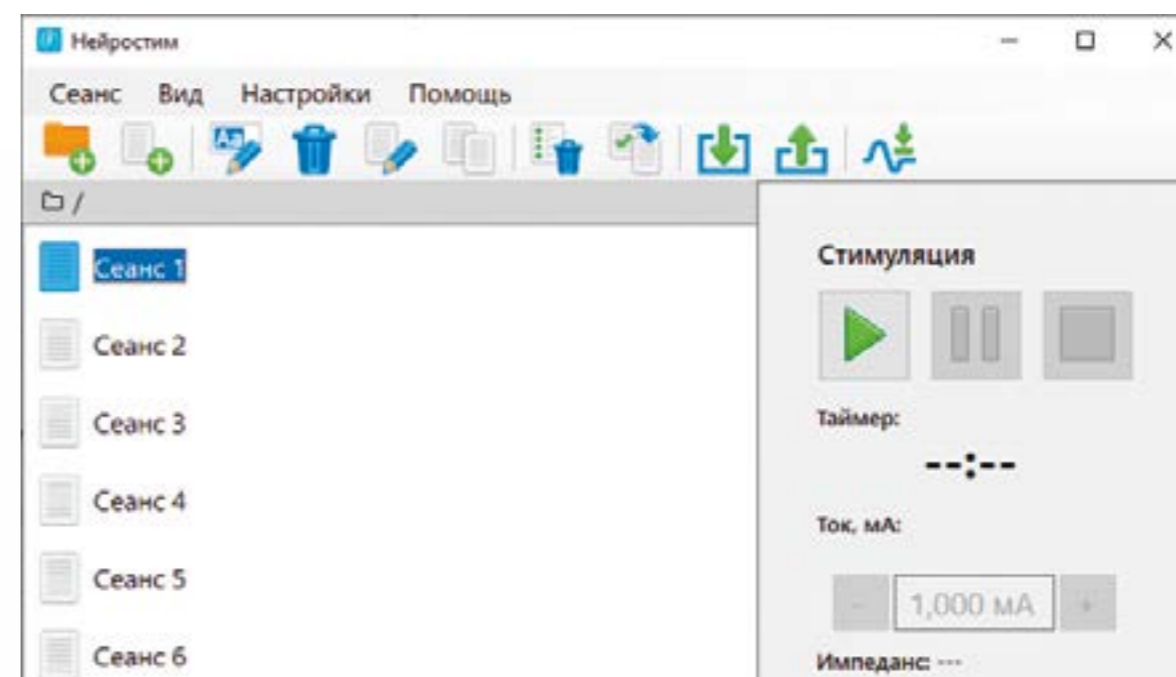 Нейростим
Сеанс Вид Настройки Помощь
/
Сеанс 1
Сеанс 2
Сеанс 3
Сеанс 4
Сеанс 5
Сеанс 6
Стимуляция
Таймер:
--:--
Ток, мА:
- 1,000 мА +
Импеданс: ---